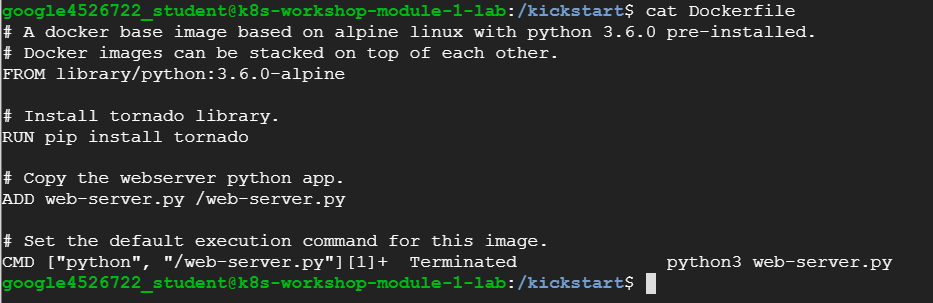 google4526722_student@k8s-workshop-module-1-lab:/kickstart$ cat Dockerfile
# A docker base image based on alpine linux with python 3.6.0 pre-installed.
# Docker images can be stacked on top of each other.
FROM library/python:3.6.0-alpine

# Install tornado library.
RUN pip install tornado

# Copy the webserver python app.
ADD web-server.py /web-server.py

# Set the default execution command for this image.
CMD ["python", "/web-server.py"][1]+  Terminated              python3 web-server.py
google4526722_student@k8s-workshop-module-1-lab:/kickstart$